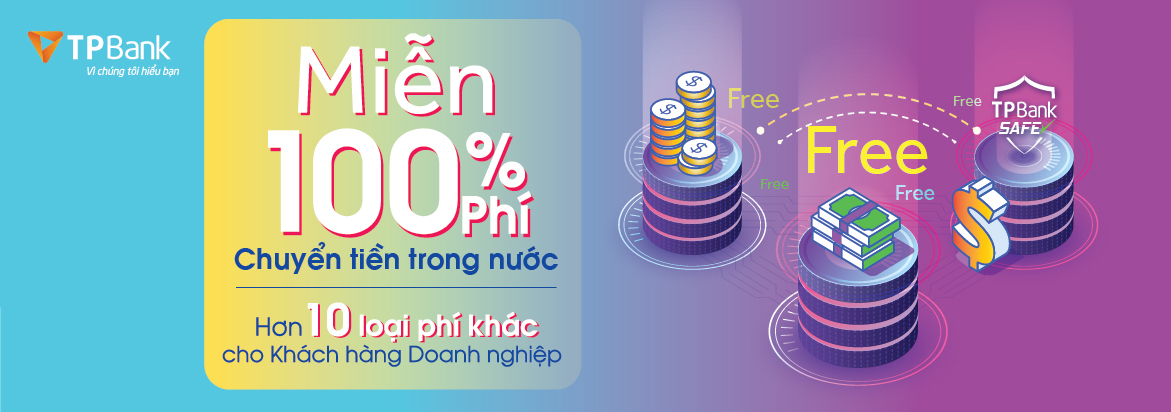 TPBank
Vì chúng tôi hiểu bạn
Miễn
100%
Phí
Chuyển tiền trong nước
Hơn 10 loại phí khác
cho Khách hàng Doanh nghiệp
Free
Free
Free
Free
Free
TPBank
SAFE
$
$
$
$